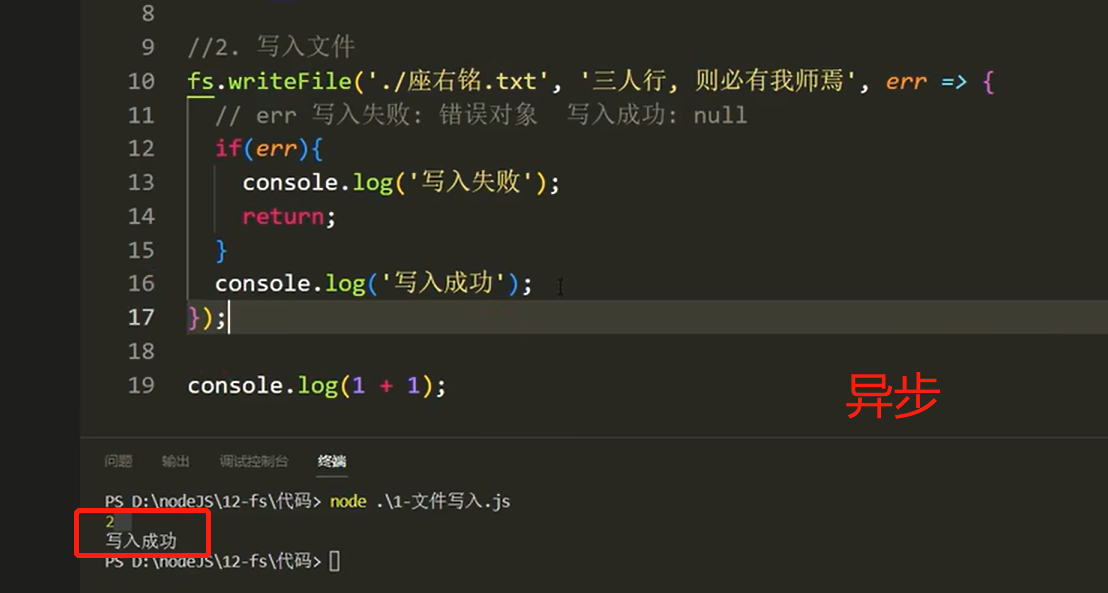 8
9 //2. 写入文件
10 fs.writeFile('./座右铭.txt', '三人行, 则必有我师焉', err => {
11 // err 写入失败: 错误对象 写入成功: null
12 if(err){
13 console.log('写入失败');
14 return;
15 }
16 console.log('写入成功');
17 });
18
19 console.log(1 + 1);
异步
问题 输出 调试控制台 终端
PS D:\nodeJS\12-fs\代码> node .\1-文件写入.js
2
写入成功
PS D:\nodeJS\12-fs\代码>